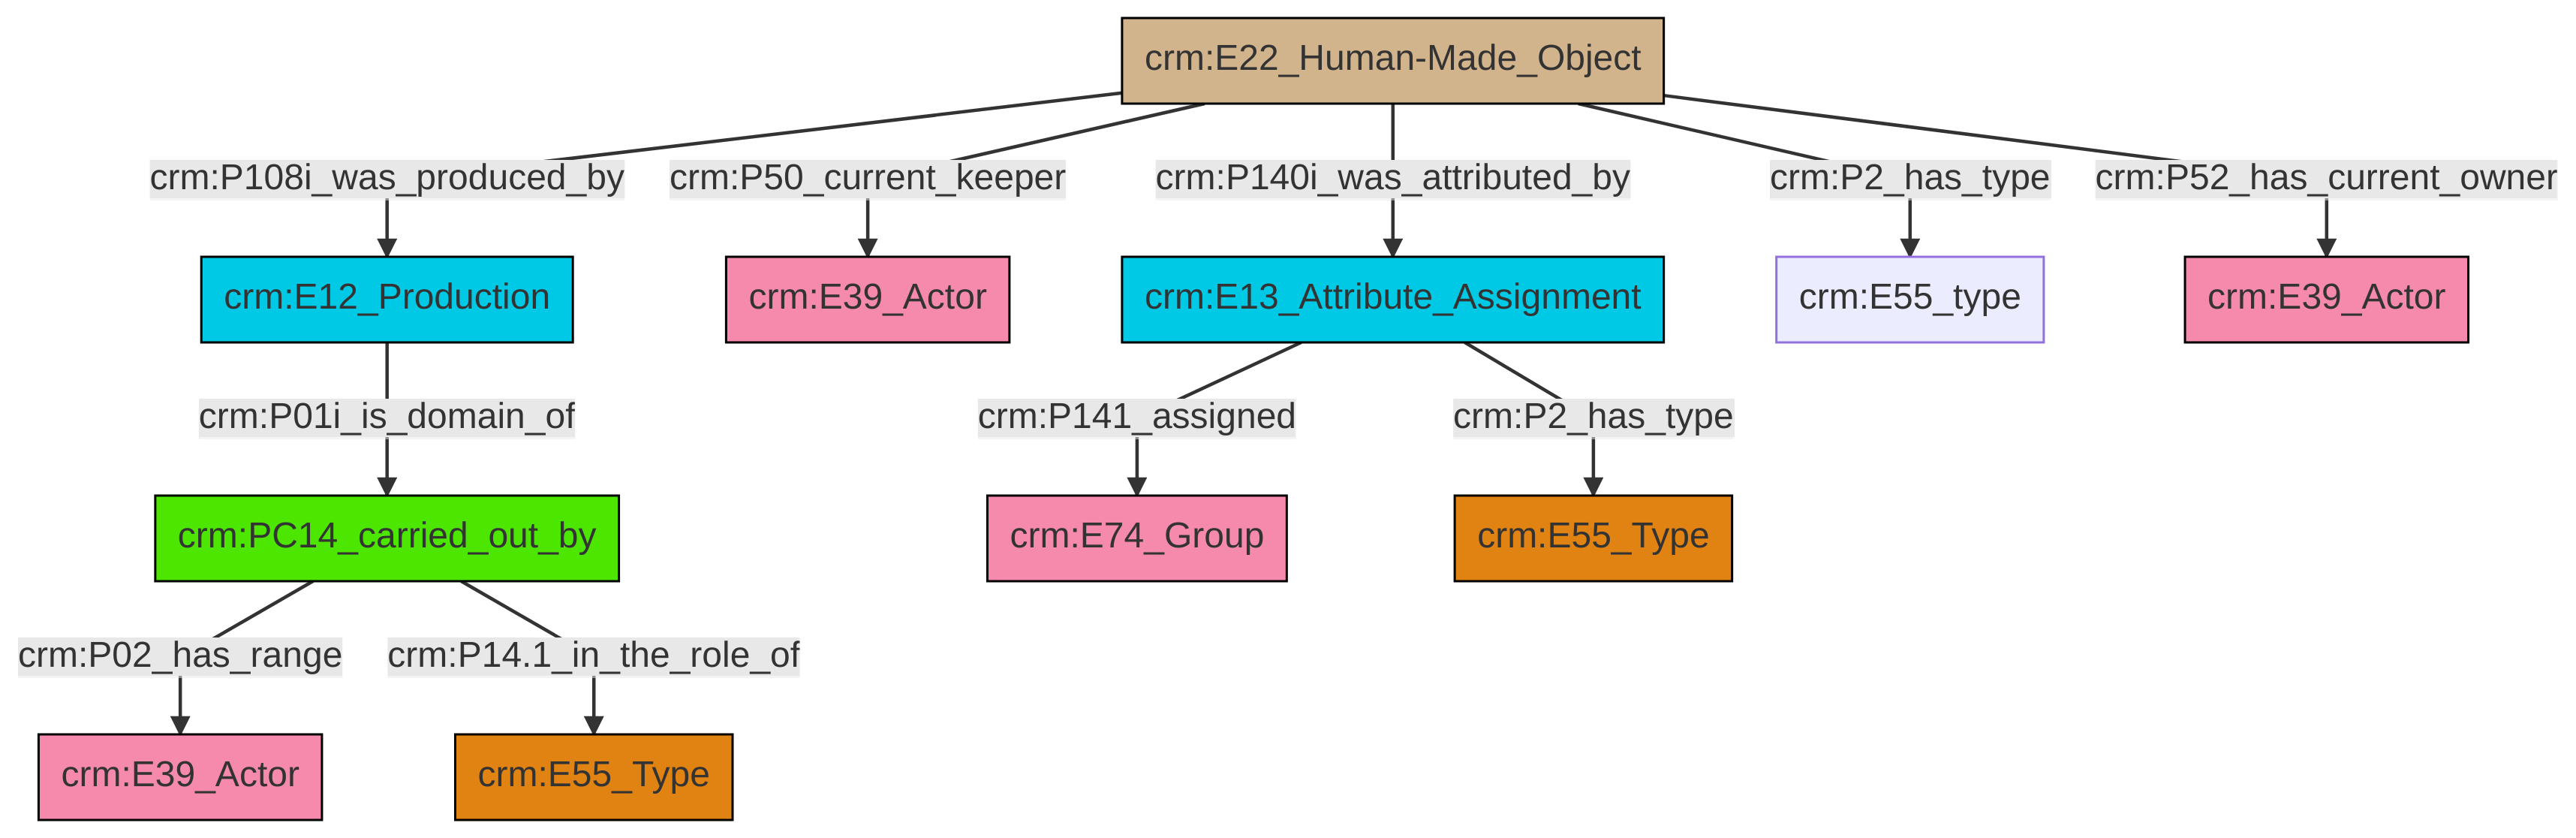 crm:E22_Human-Made_Object
crm:P108i_was_produced_by
crm:P50_current_keeper
crm:P140i_was_attributed_by
crm:P2_has_type
crm:P52_has_current_owner
crm:E12_Production
crm:E39_Actor
crm:E13_Attribute_Assignment
crm:E55_type
crm:E39_Actor
crm:P01i_is_domain_of
crm:P141_assigned
crm:P2_has_type
crm:PC14_carried_out_by
crm:E74_Group
crm:E55_Type
crm:P02_has_range
crm:P14.1_in_the_role_of
crm:E39_Actor
crm:E55_Type